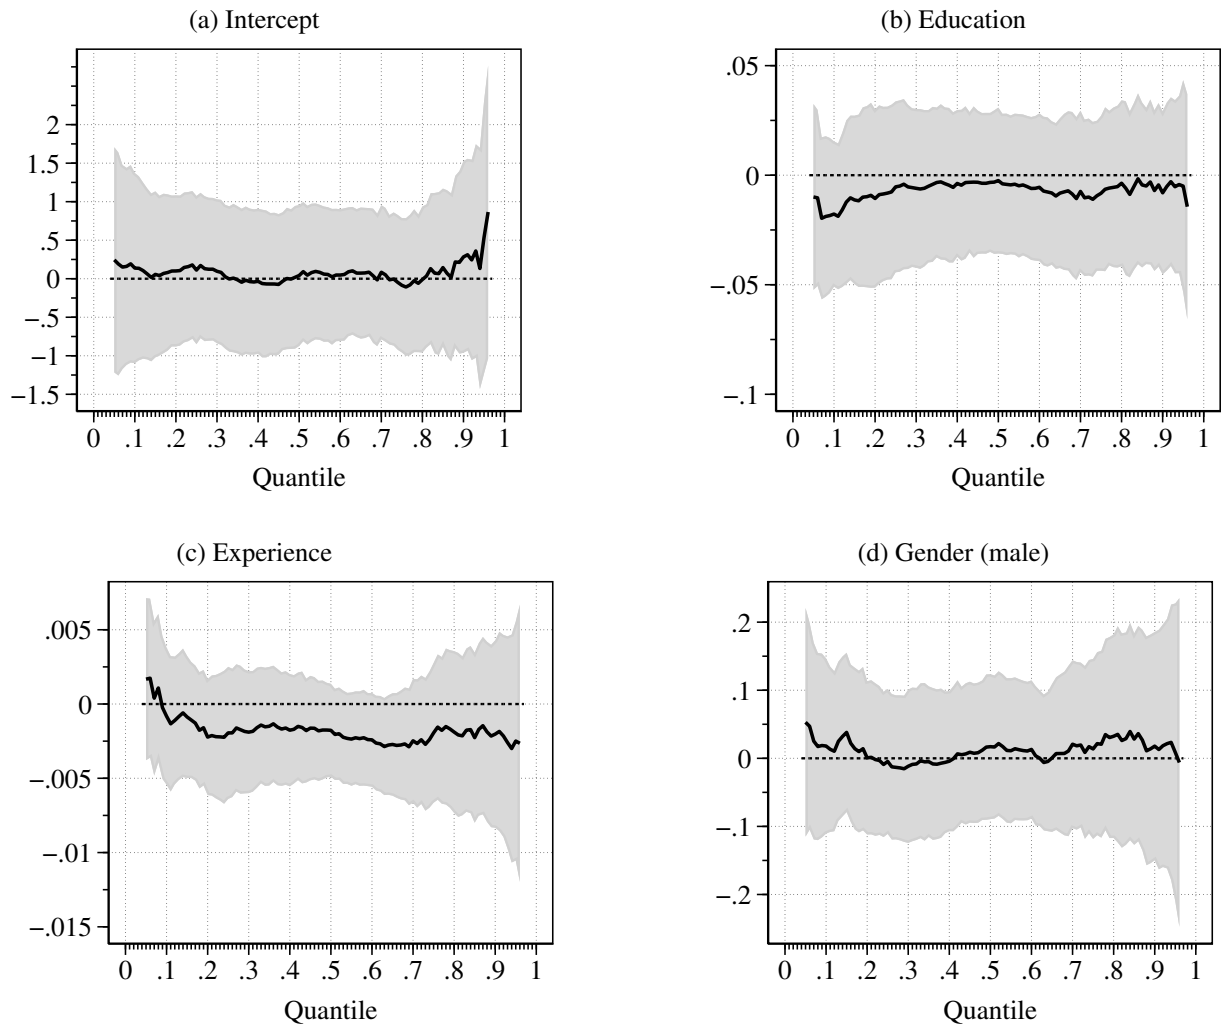 (a) Intercept
2
1.5
1
.5
0
−.5
−1
−1.5
0 .1 .2 .3 .4 .5 .6 .7 .8 .9 1
Quantile
(b) Education
.05
0
−.05
−.1
0 .1 .2 .3 .4 .5 .6 .7 .8 .9 1
Quantile
(c) Experience
.005
0
−.005
−.01
−.015
0 .1 .2 .3 .4 .5 .6 .7 .8 .9 1
Quantile
(d) Gender (male)
.2
.1
0
−.1
−.2
0 .1 .2 .3 .4 .5 .6 .7 .8 .9 1
Quantile